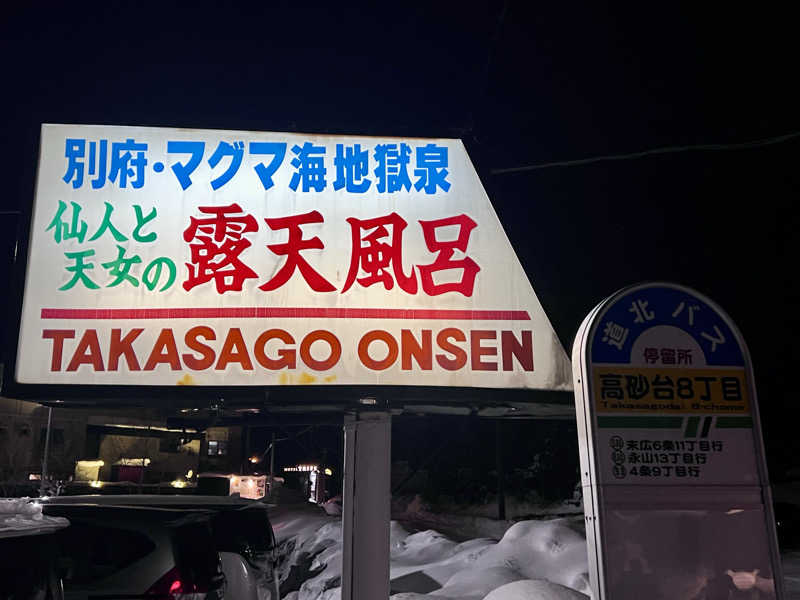 別府・マグマ海地獄泉
仙人と
天女の
露天風呂
TAKASAGO ONSEN
道北バス
停留所
高砂台8丁目
Takasagodai 8-chome
末広6条11丁目行
永山13丁目行
4条9丁目行
HOTEL